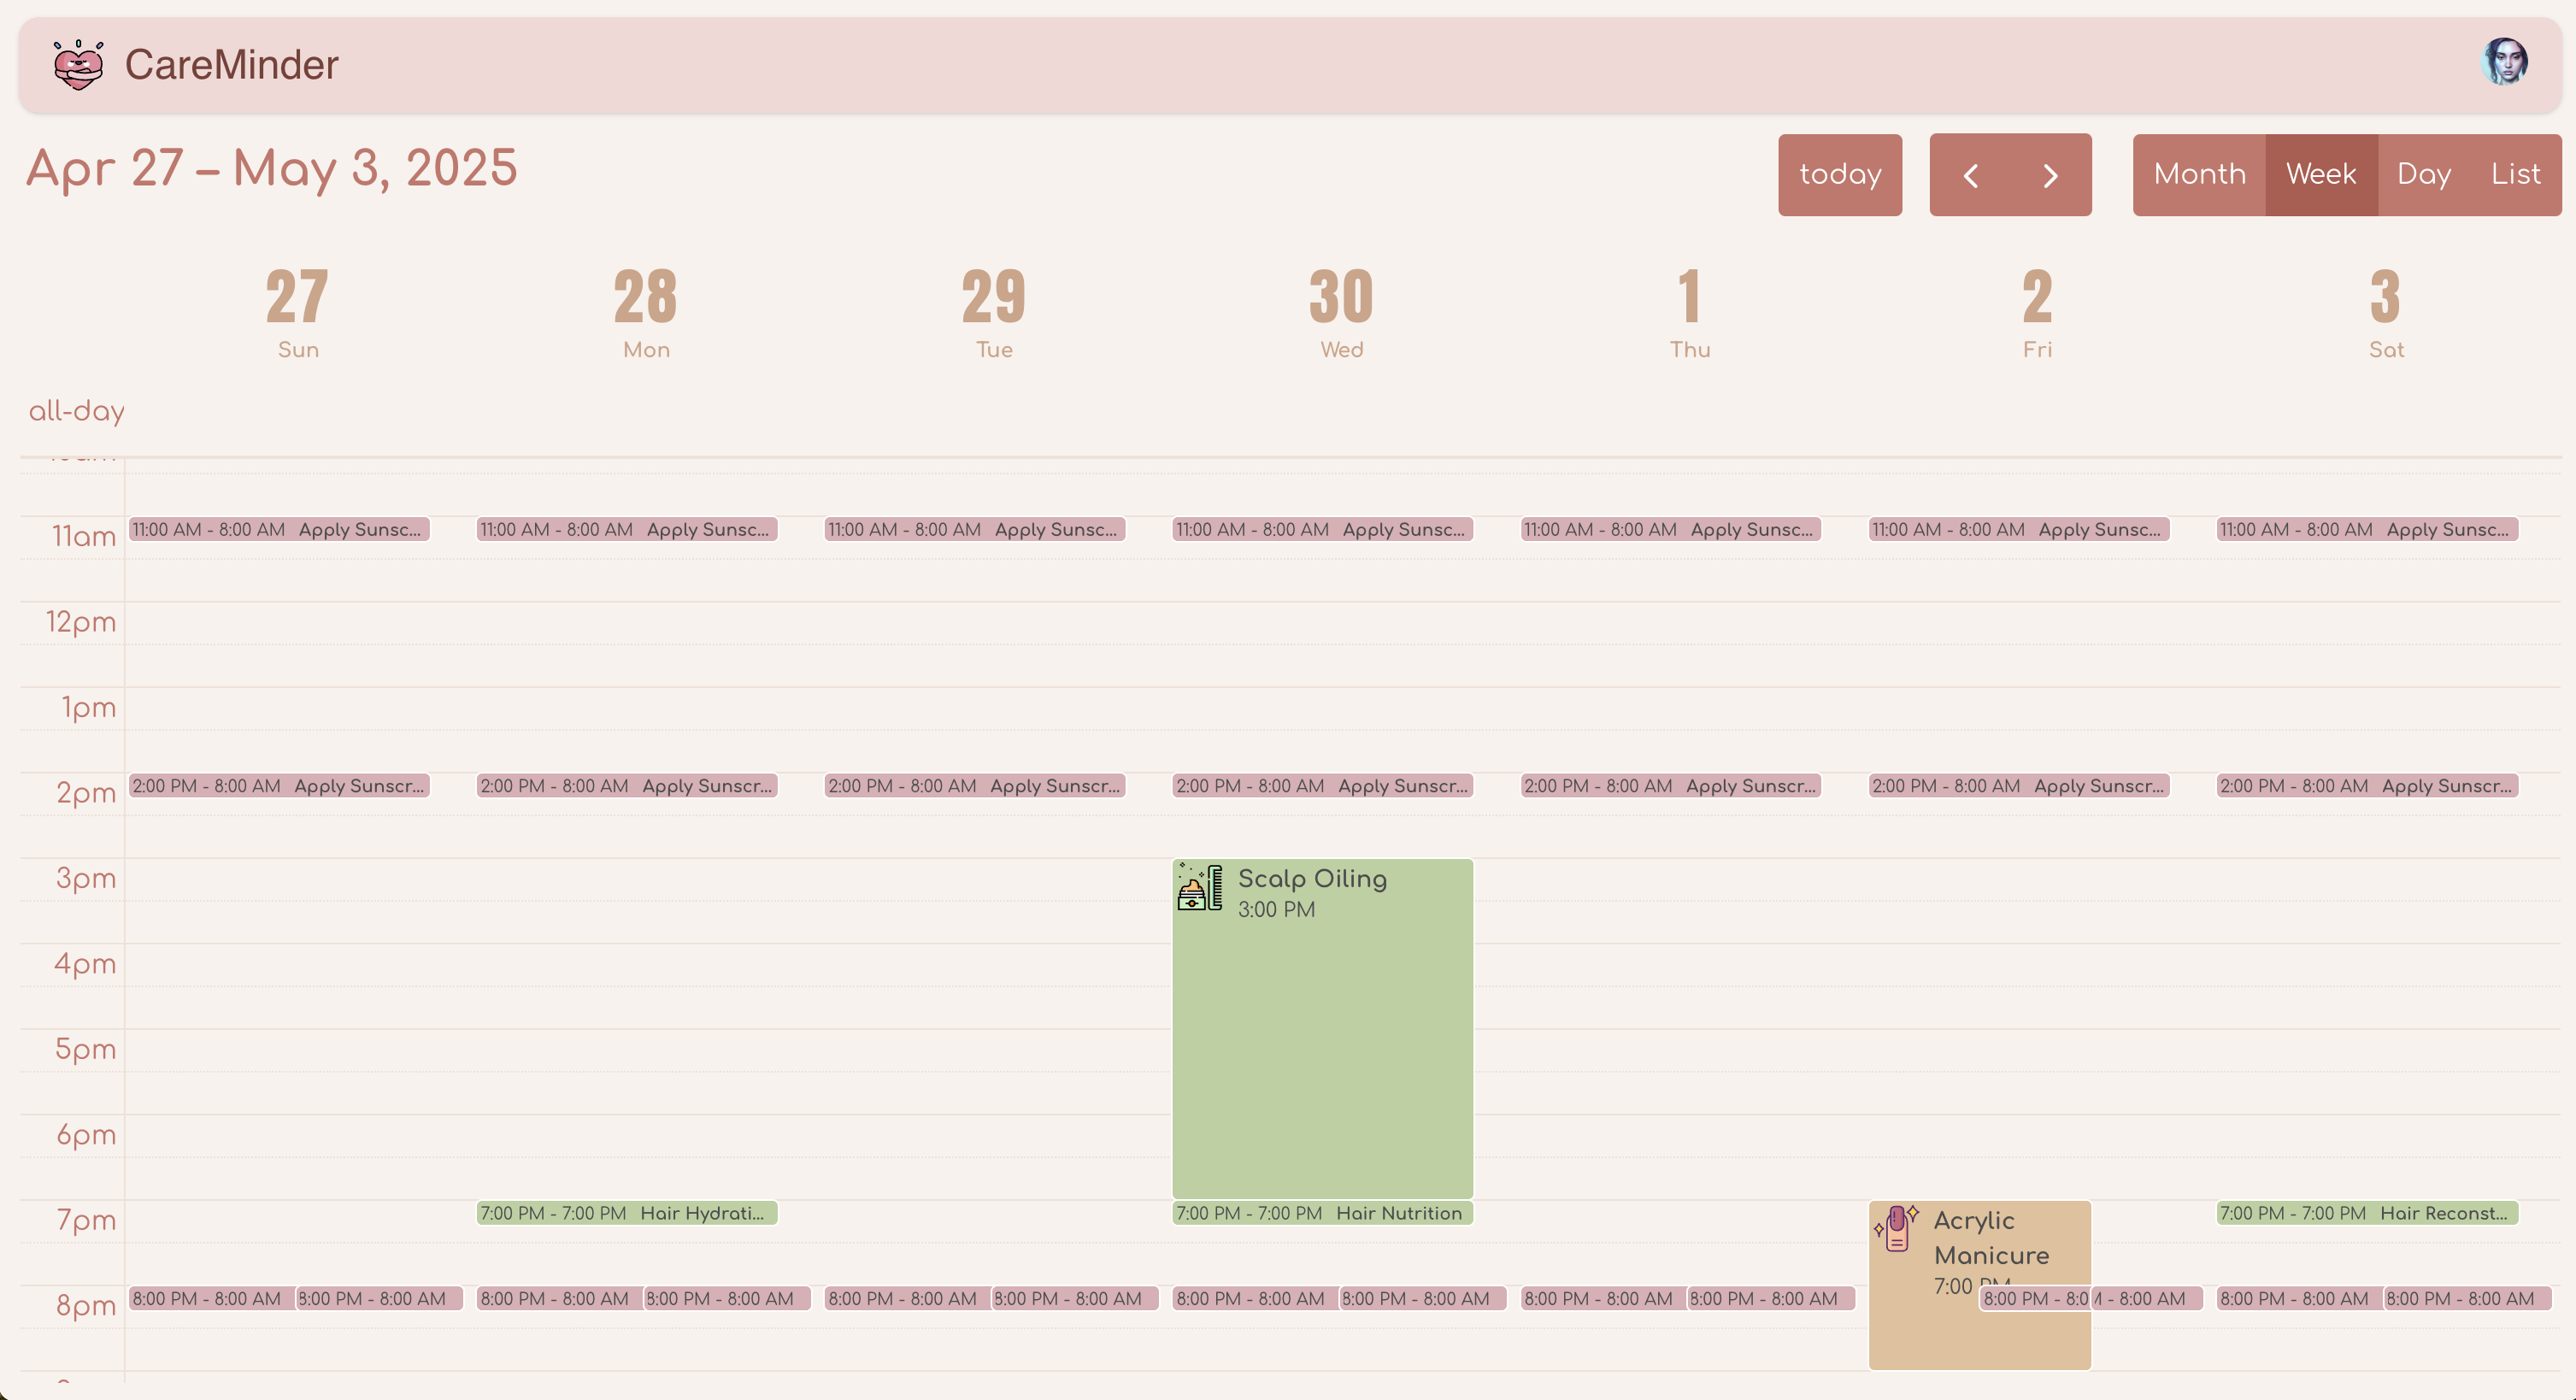 CareMinder
Apr 27 – May 3, 2025
today
Month Week Day List
27 28 29 30 1 2 3
Sun Mon Tue Wed Thu Fri Sat
all-day
11am
11:00 AM - 8:00 AM Apply Sunsc...
11:00 AM - 8:00 AM Apply Sunsc...
11:00 AM - 8:00 AM Apply Sunsc...
11:00 AM - 8:00 AM Apply Sunsc...
11:00 AM - 8:00 AM Apply Sunsc...
11:00 AM - 8:00 AM Apply Sunsc...
11:00 AM - 8:00 AM Apply Sunsc...
12pm
1pm
2pm
2:00 PM - 8:00 AM Apply Sunscr...
2:00 PM - 8:00 AM Apply Sunscr...
2:00 PM - 8:00 AM Apply Sunscr...
2:00 PM - 8:00 AM Apply Sunscr...
2:00 PM - 8:00 AM Apply Sunscr...
2:00 PM - 8:00 AM Apply Sunscr...
2:00 PM - 8:00 AM Apply Sunscr...
3pm
Scalp Oiling
3:00 PM
4pm
5pm
6pm
7pm
7:00 PM - 7:00 PM Hair Hydrati...
7:00 PM - 7:00 PM Hair Nutrition
Acrylic
Manicure
7:00 PM
7:00 PM - 7:00 PM Hair Reconst...
8pm
8:00 PM - 8:00 AM
8:00 PM - 8:00 AM
8:00 PM - 8:00 AM
8:00 PM - 8:00 AM
8:00 PM - 8:00 AM
8:00 PM - 8:00 AM
8:00 PM - 8:00 AM
8:00 PM - 8:00 AM
8:00 PM - 8:00 AM
8:00 PM - 8:00 AM
8:00 PM - 8:0
- 8:00 AM
8:00 PM - 8:00 AM
8:00 PM - 8:00 AM